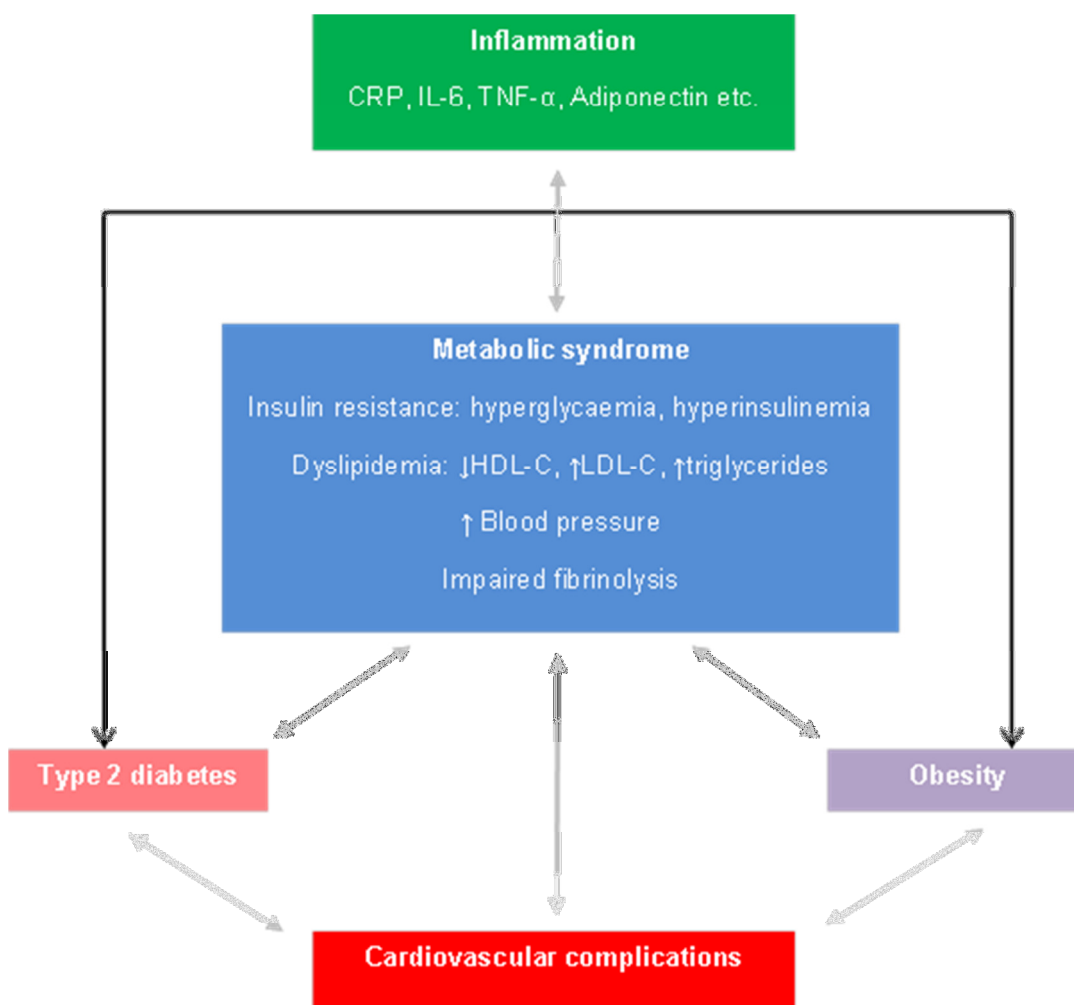 Inflammation
CRP, IL-6, TNF-α, Adiponectin etc.
Metabolic syndrome
Insulin resistance: hyperglycaemia, hyperinsulinemia
Dyslipidemia: ↓HDL-C, ↑LDL-C, ↑triglycerides
↑ Blood pressure
Impaired fibrinolysis
Type 2 diabetes
Obesity
Cardiovascular complications